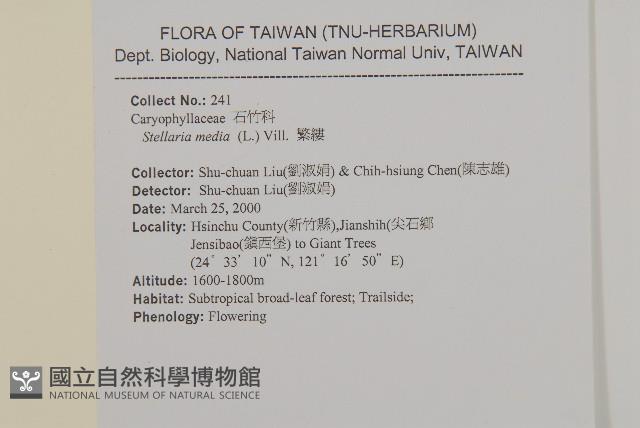 FLORA OF TAIWAN (TNU-HERBARIUM)
Dept. Biology, National Taiwan Normal Univ, TAIWAN
Collect No.: 241
Caryophyllaceae 石竹科
Stellaria media (L.) Vill. 繁縷
Collector: Shu-chuan Liu(劉淑娟) & Chih-hsiung Chen(陳志雄)
Detector: Shu-chuan Liu(劉淑娟)
Date: March 25, 2000
Locality: Hsinchu County(新竹縣),Jianshih(尖石鄉
Jensibao(鎮西堡) to Giant Trees
(24° 33' 10" N, 121° 16' 50" E)
Altitude: 1600-1800m
Habitat: Subtropical broad-leaf forest; Trailside;
Phenology: Flowering
國立自然科學博物館
NATIONAL MUSEUM OF NATURAL SCIENCE